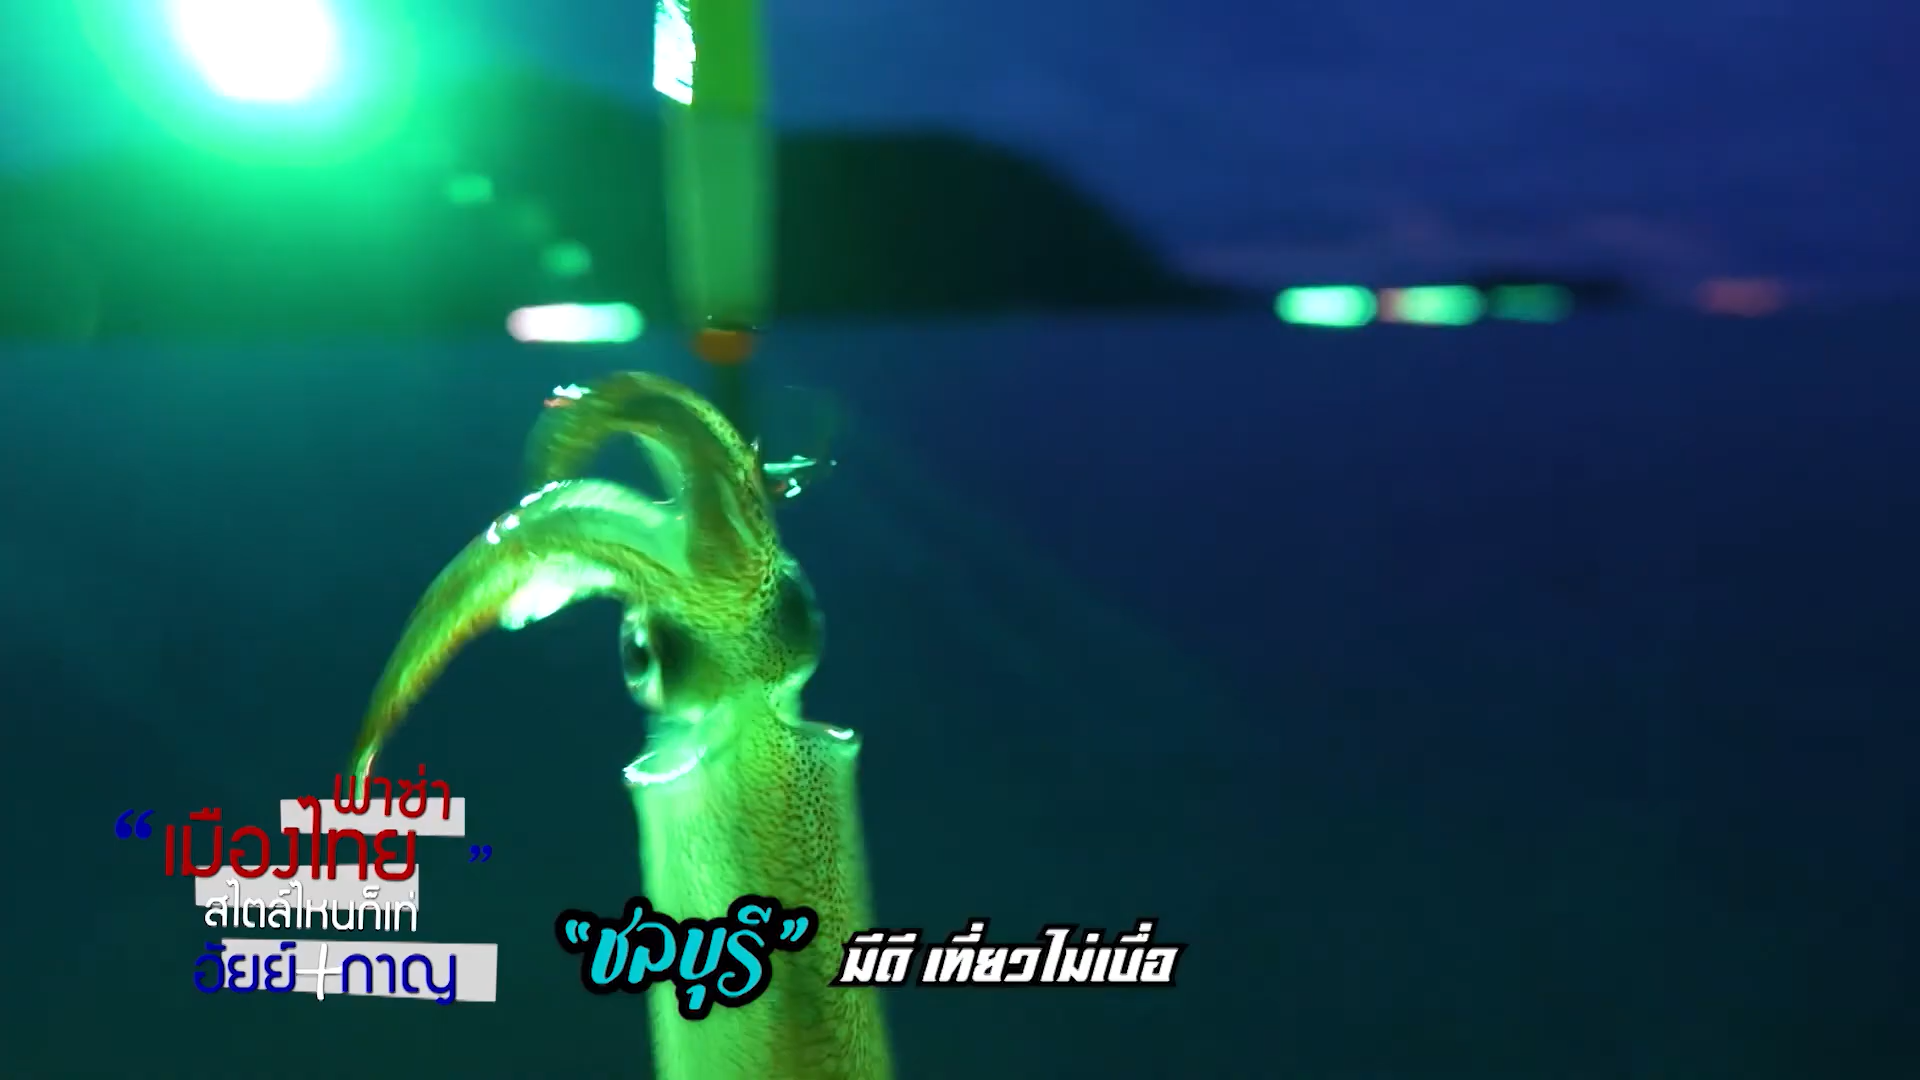 พาซ่า
“เมืองไทย”
สไตล์ไหนก็เท่
อัยย์+กาญ
“ชลบุรี” มีดี เที่ยวไม่เบื่อ